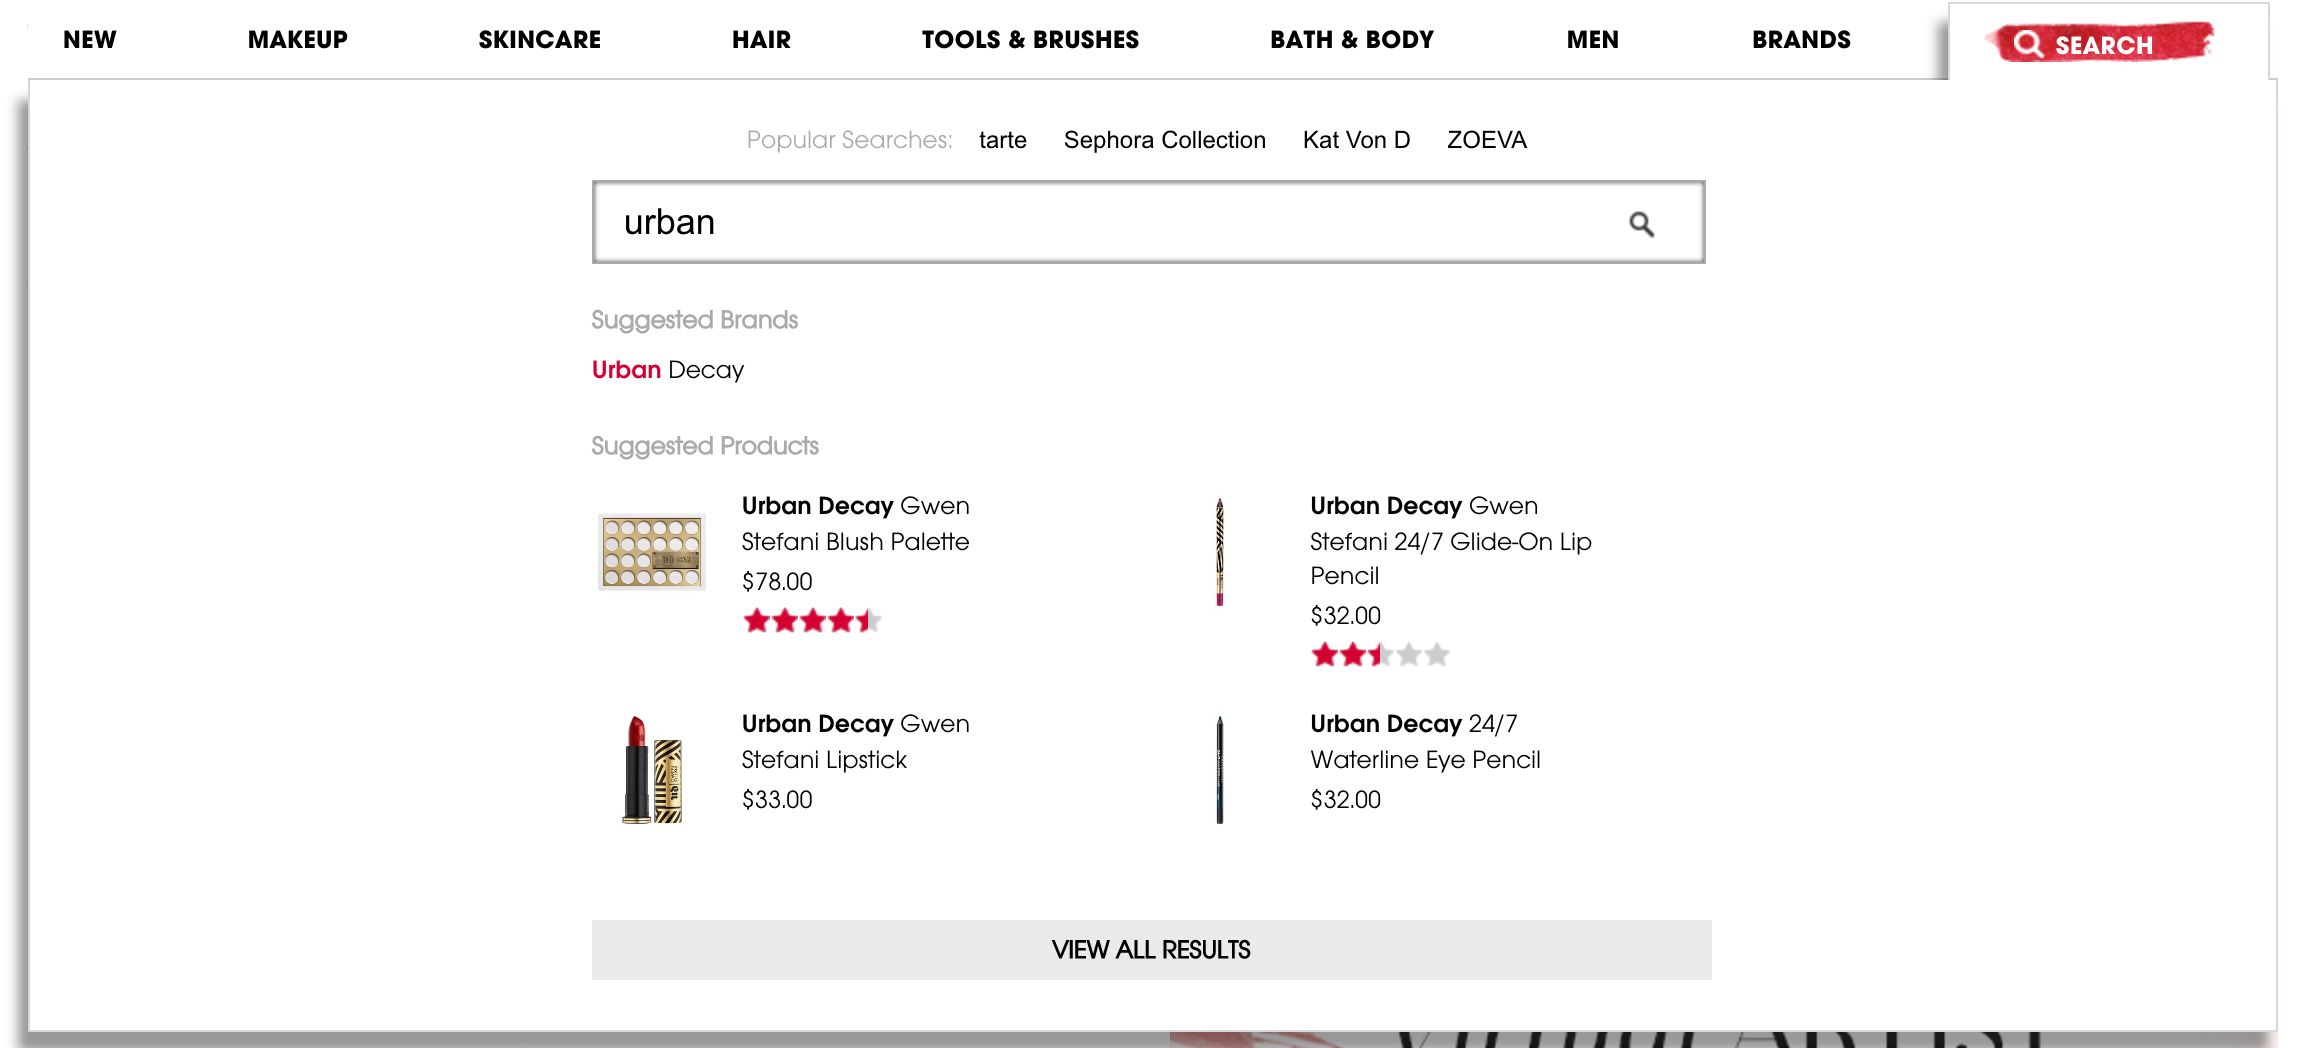 NEW MAKEUP SKINCARE HAIR TOOLS & BRUSHES BATH & BODY MEN BRANDS SEARCH
Popular Searches: tarte Sephora Collection Kat Von D ZOEVA
urban
Suggested Brands
Urban Decay
Suggested Products
Urban Decay Gwen
Stefani Blush Palette
$78.00
Urban Decay Gwen
Stefani 24/7 Glide-On Lip
Pencil
$32.00
Urban Decay Gwen
Stefani Lipstick
$33.00
Urban Decay 24/7
Waterline Eye Pencil
$32.00
VIEW ALL RESULTS